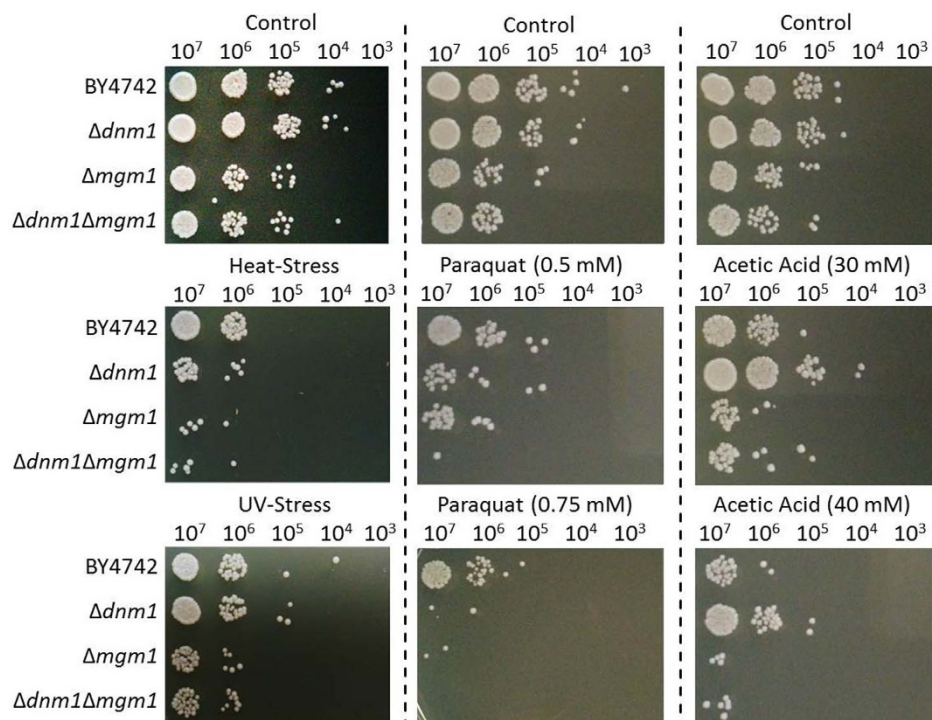 Control Control Control
10⁷ 10⁶ 10⁵ 10⁴ 10³ 10⁷ 10⁶ 10⁵ 10⁴ 10³ 10⁷ 10⁶ 10⁵ 10⁴ 10³
BY4742
Δdnm1
Δmgm1
Δdnm1Δmgm1
Heat-Stress Paraquat (0.5 mM) Acetic Acid (30 mM)
10⁷ 10⁶ 10⁵ 10⁴ 10³ 10⁷ 10⁶ 10⁵ 10⁴ 10³ 10⁷ 10⁶ 10⁵ 10⁴ 10³
BY4742
Δdnm1
Δmgm1
Δdnm1Δmgm1
UV-Stress Paraquat (0.75 mM) Acetic Acid (40 mM)
10⁷ 10⁶ 10⁵ 10⁴ 10³ 10⁷ 10⁶ 10⁵ 10⁴ 10³ 10⁷ 10⁶ 10⁵ 10⁴ 10³
BY4742
Δdnm1
Δmgm1
Δdnm1Δmgm1